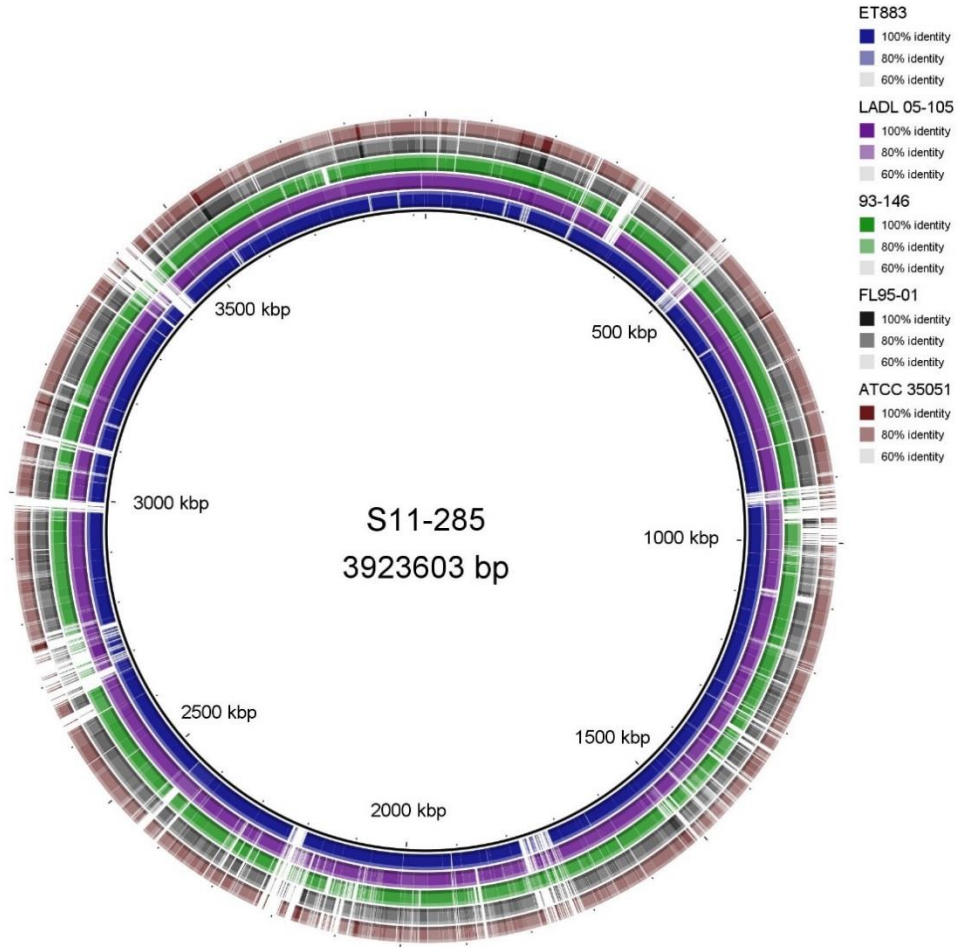 ET883
100% identity
80% identity
60% identity
LADL 05-105
100% identity
80% identity
60% identity
93-146
100% identity
80% identity
60% identity
FL95-01
100% identity
80% identity
60% identity
ATCC 35051
100% identity
80% identity
60% identity
500 kbp
1000 kbp
1500 kbp
2000 kbp
2500 kbp
3000 kbp
3500 kbp
S11-285
3923603 bp